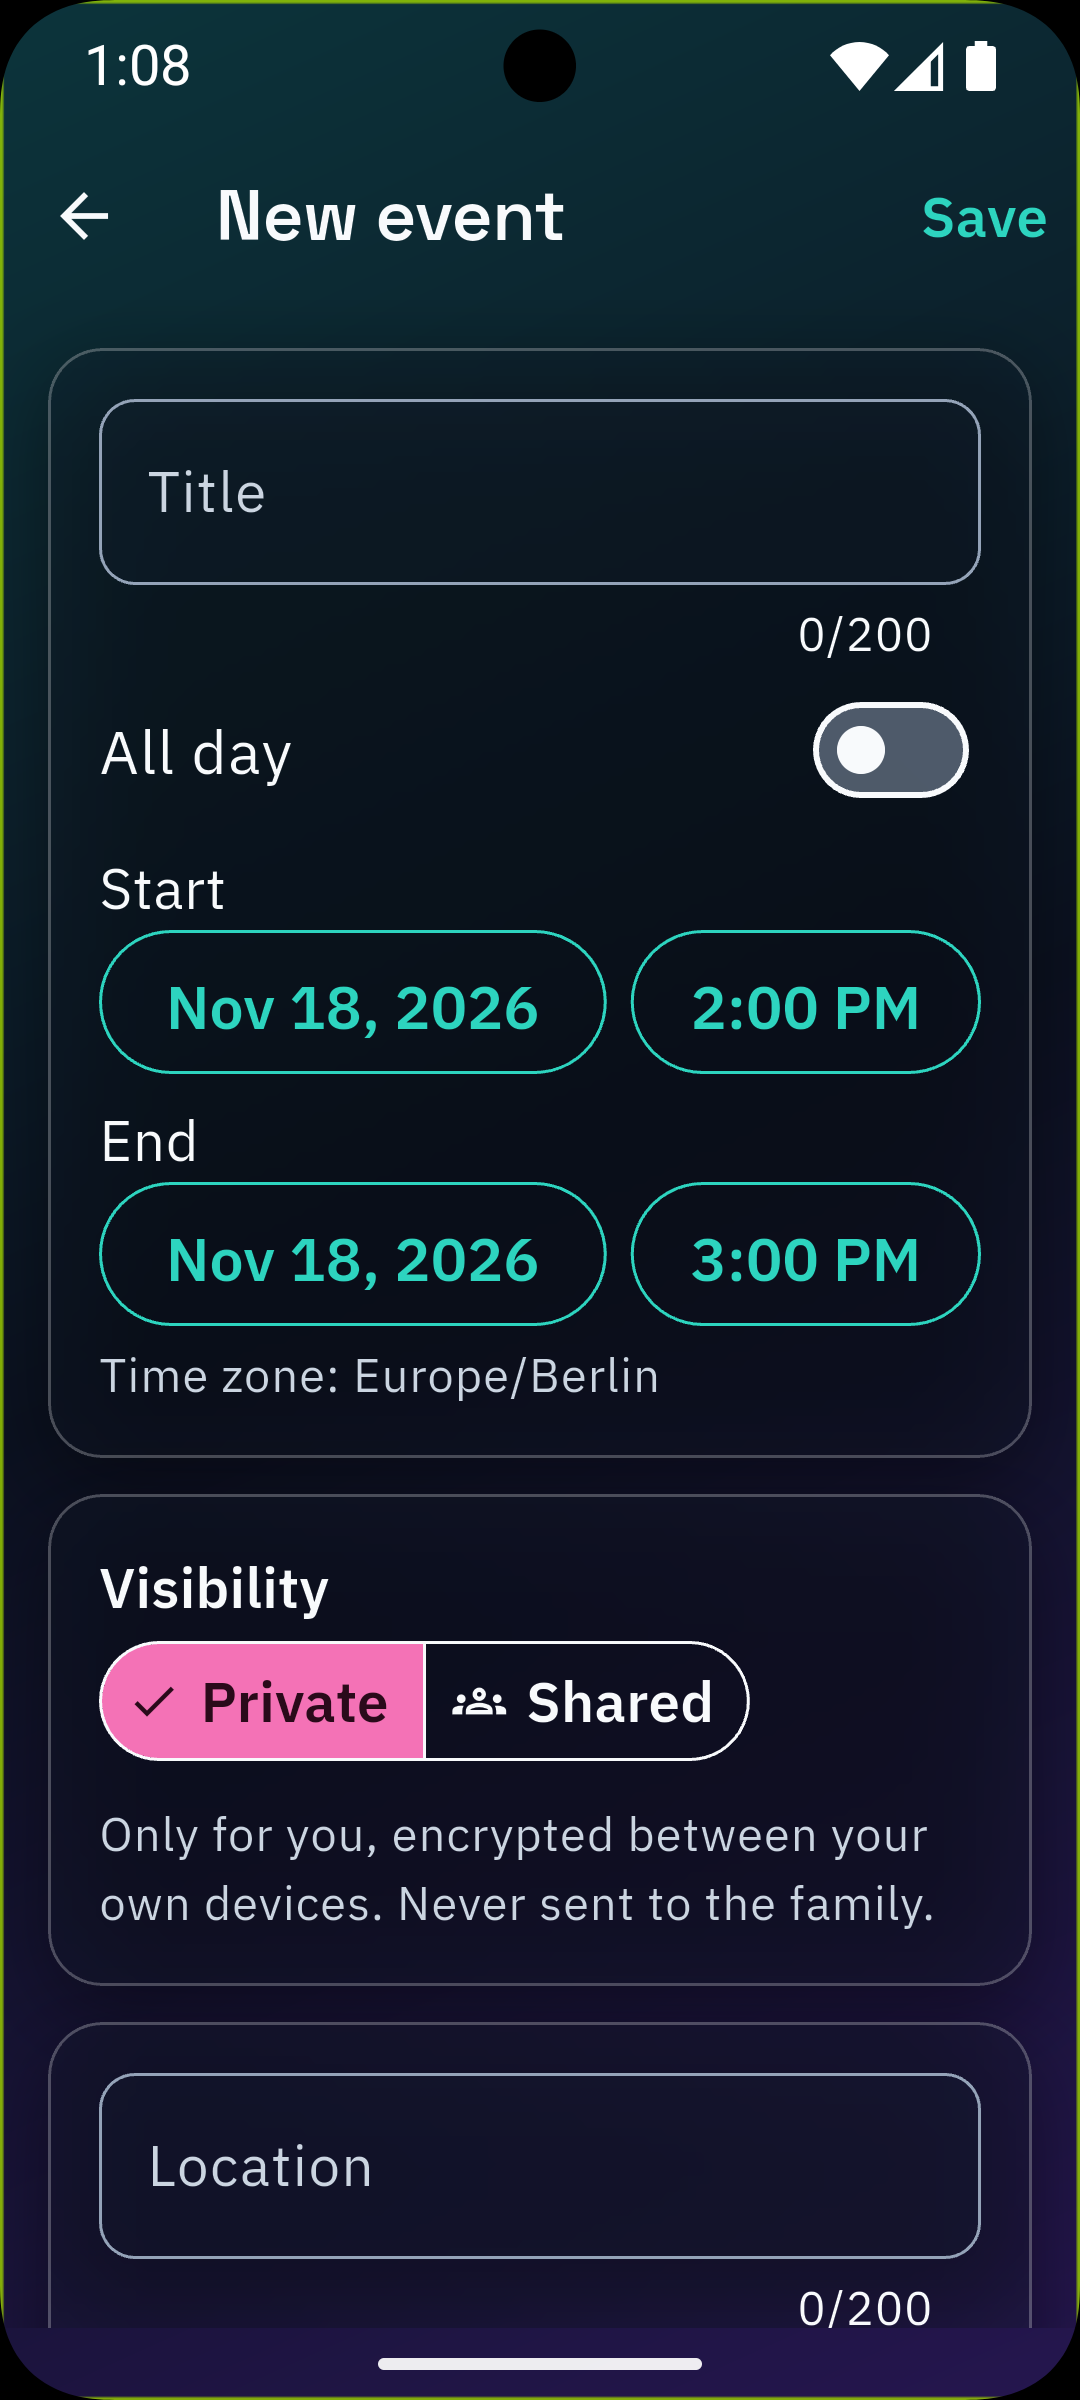 1:08
New event
Save
Title
0/200
All day
Start
Nov 18, 2026
2:00 PM
End
Nov 18, 2026
3:00 PM
Time zone: Europe/Berlin
Visibility
Private
Shared
Only for you, encrypted between your
own devices. Never sent to the family.
Location
0/200